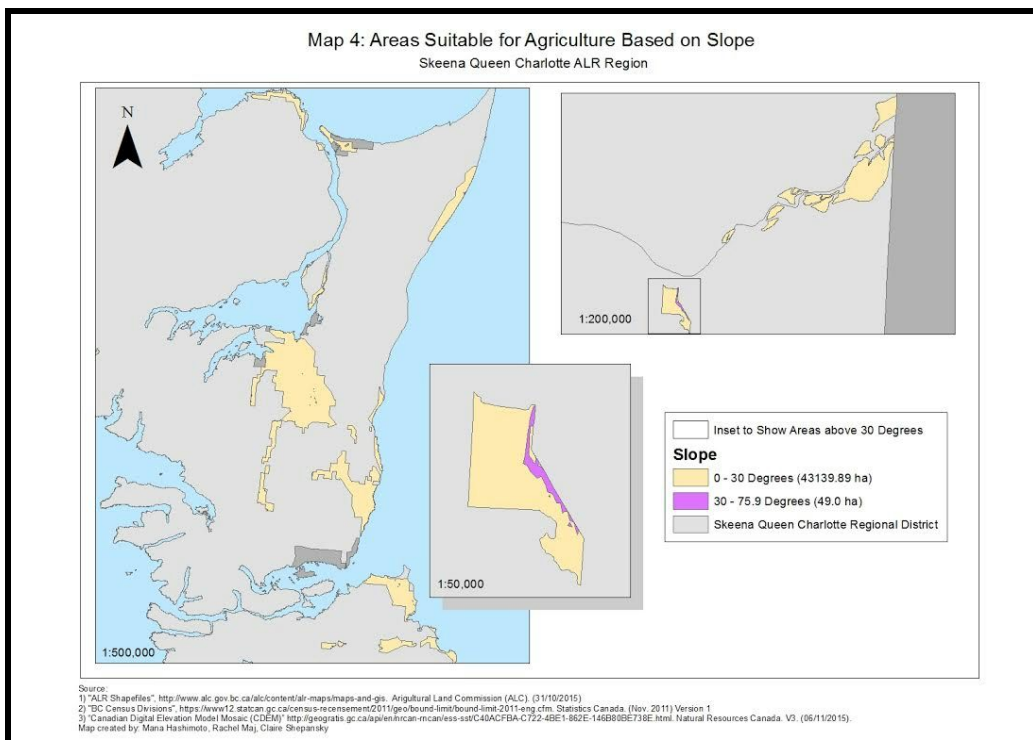 Map 4: Areas Suitable for Agriculture Based on Slope
Skeena Queen Charlotte ALR Region
N
1:500,000
1:200,000
1:50,000
Inset to Show Areas above 30 Degrees
Slope
0 - 30 Degrees (43139.89 ha)
30 - 75.9 Degrees (49.0 ha)
Skeena Queen Charlotte Regional District
Source:
1) "ALR Shapefiles", http://www.alc.gov.bc.ca/alc/content/alr-maps/maps-and-gis. Arigultural Land Commission (ALC). (31/10/2015)
2) "BC Census Divisions", https://www12.statcan.gc.ca/census-recensement/2011/geo/bound-limit/bound-limit-2011-eng.cfm. Statistics Canada. (Nov. 2011) Version 1
3) "Canadian Digital Elevation Model Mosaic (CDEM)" http://geogratis.gc.ca/api/en/nrcan-rncan/ess-sst/C40ACFBA-C722-4BE1-862E-146B80BE738E.html. Natural Resources Canada. V3. (06/11/2015).
Map created by: Maria Hashimoto, Rachel Maj, Claire Shepansky